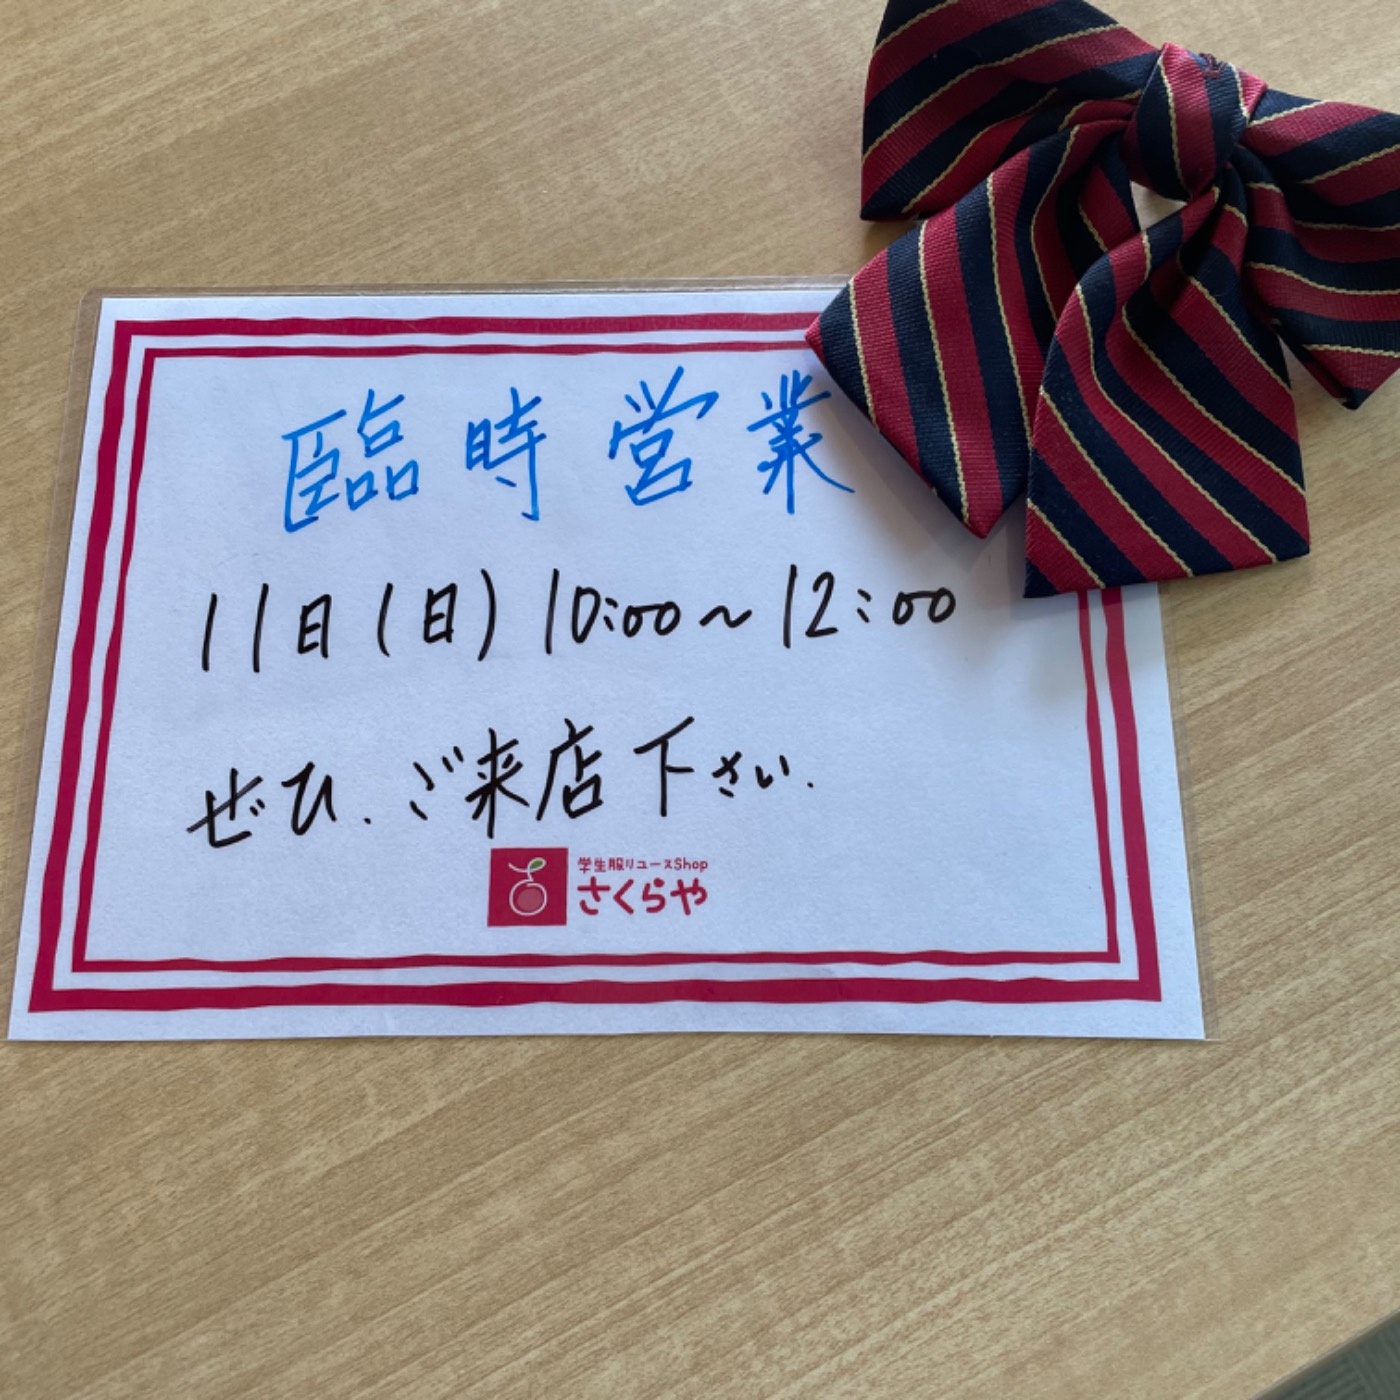 臨時営業
11日(日) 10:00~12:00
ぜひ.ご来店下さい.
学生服リユースShop
さくらや